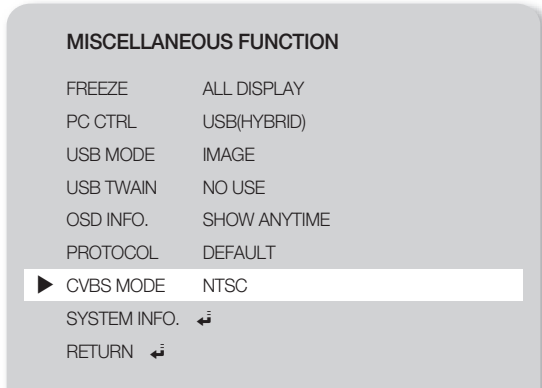 MISCELLANEOUS FUNCTION
FREEZE ALL DISPLAY
PC CTRL USB(HYBRID)
USB MODE IMAGE
USB TWAIN NO USE
OSD INFO. SHOW ANYTIME
PROTOCOL DEFAULT
▶ CVBS MODE NTSC
SYSTEM INFO. ↵
RETURN ↵